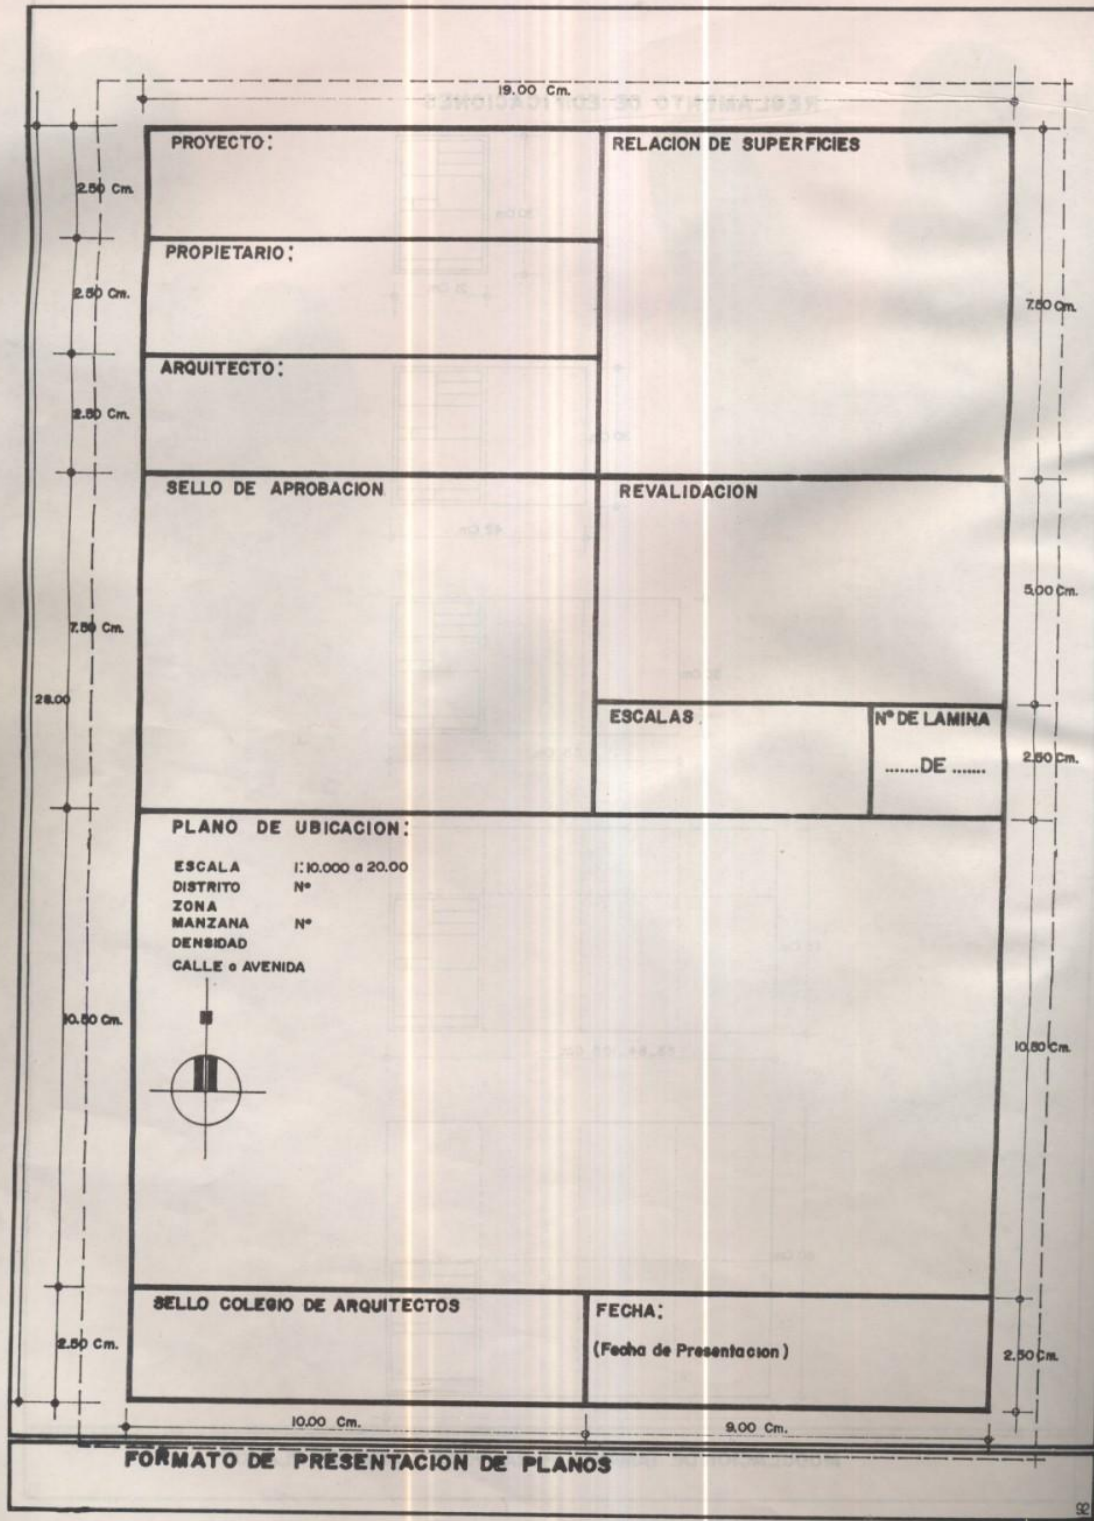 19.00 Cm.
PROYECTO:
RELACION DE SUPERFICIES
2.50 Cm.
PROPIETARIO:
2.50 Cm.
7.50 Cm.
ARQUITECTO:
2.50 Cm.
SELLO DE APROBACION
REVALIDACION
5.00 Cm.
7.50 Cm.
28.00
ESCALAS
Nº DE LAMINA
.......DE .......
2.50 Cm.
PLANO DE UBICACION:
ESCALA 1:10.000 a 20.00
DISTRITO Nº
ZONA
MANZANA Nº
DENSIDAD
CALLE o AVENIDA
10.50 Cm.
10.50 Cm.
SELLO COLEGIO DE ARQUITECTOS
FECHA:
(Fecha de Presentacion)
2.50 Cm.
2.50 Cm.
10.00 Cm.
9.00 Cm.
FORMATO DE PRESENTACION DE PLANOS
92